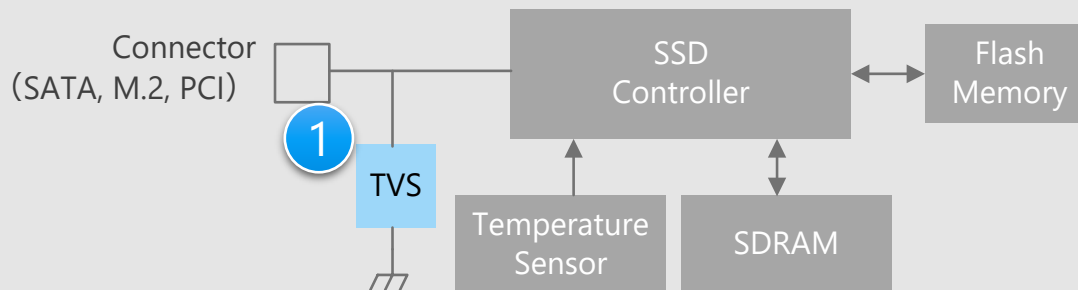 Connector
（SATA, M.2, PCI）
1
TVS
SSD
Controller
Flash
Memory
Temperature
Sensor
SDRAM